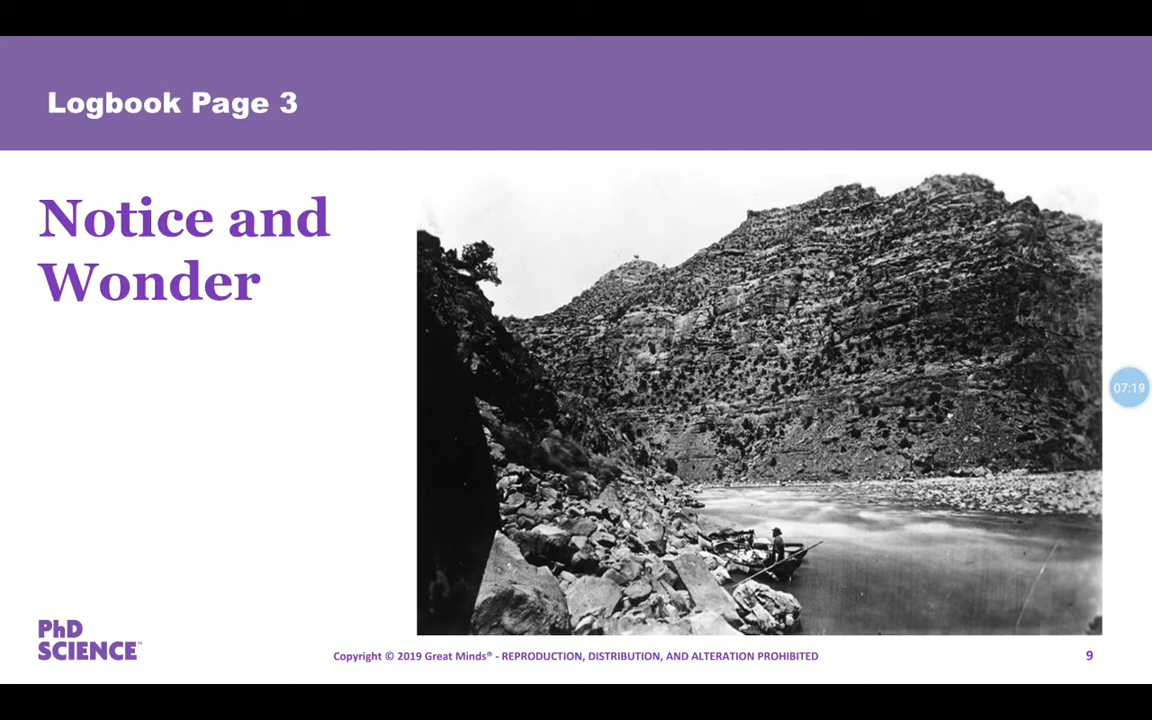 Logbook Page 3
Notice and
Wonder
07:19
PhD
SCIENCE™
Copyright © 2019 Great Minds® - REPRODUCTION, DISTRIBUTION, AND ALTERATION PROHIBITED
9